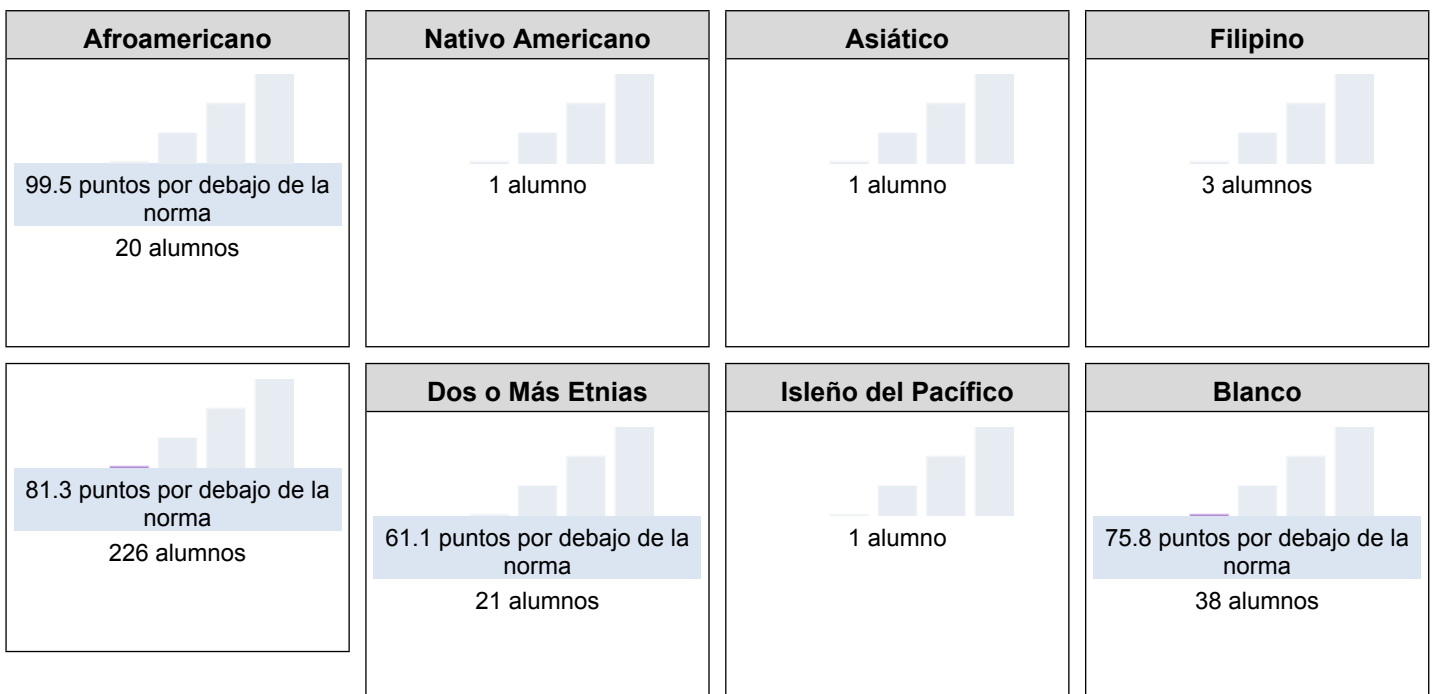 Afroamericano
99.5 puntos por debajo de la
norma
20 alumnos
Nativo Americano
1 alumno
Asiático
1 alumno
Filipino
3 alumnos
81.3 puntos por debajo de la
norma
226 alumnos
Dos o Más Etnias
61.1 puntos por debajo de la
norma
21 alumnos
Isleño del Pacífico
1 alumno
Blanco
75.8 puntos por debajo de la
norma
38 alumnos